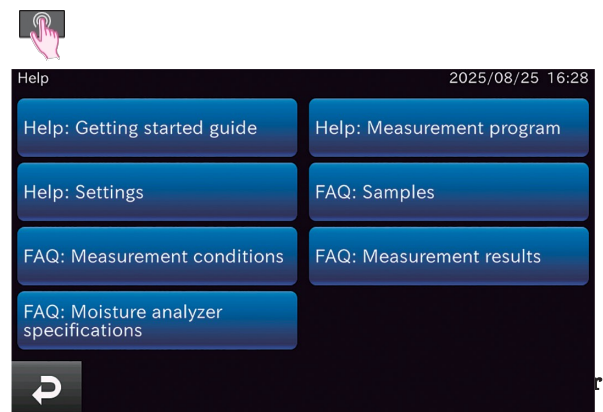 Help 2025/08/25 16:28
Help: Getting started guide
Help: Measurement program
Help: Settings
FAQ: Samples
FAQ: Measurement conditions
FAQ: Measurement results
FAQ: Moisture analyzer
specifications
r